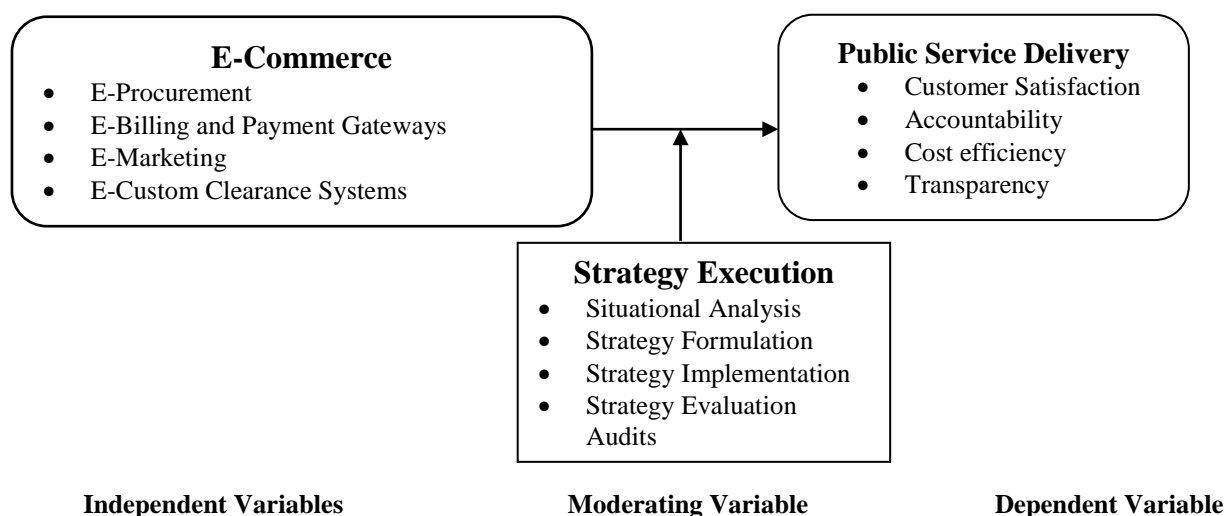 E-Commerce
• E-Procurement
• E-Billing and Payment Gateways
• E-Marketing
• E-Custom Clearance Systems
Public Service Delivery
• Customer Satisfaction
• Accountability
• Cost efficiency
• Transparency
Strategy Execution
• Situational Analysis
• Strategy Formulation
• Strategy Implementation
• Strategy Evaluation
Audits
Independent Variables
Moderating Variable
Dependent Variable